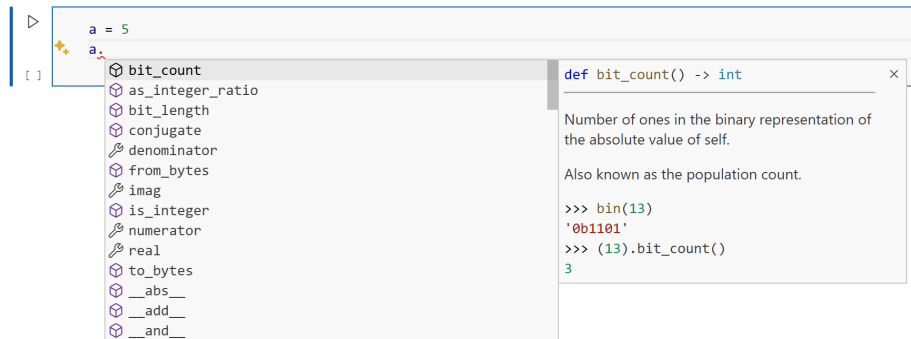 a = 5
a.
[ ]
bit_count
as_integer_ratio
bit_length
conjugate
denominator
from_bytes
imag
is_integer
numerator
real
to_bytes
__abs__
__add__
__and__
def bit_count() -> int
Number of ones in the binary representation of
the absolute value of self.
Also known as the population count.
>>> bin(13)
'0b1101'
>>> (13).bit_count()
3